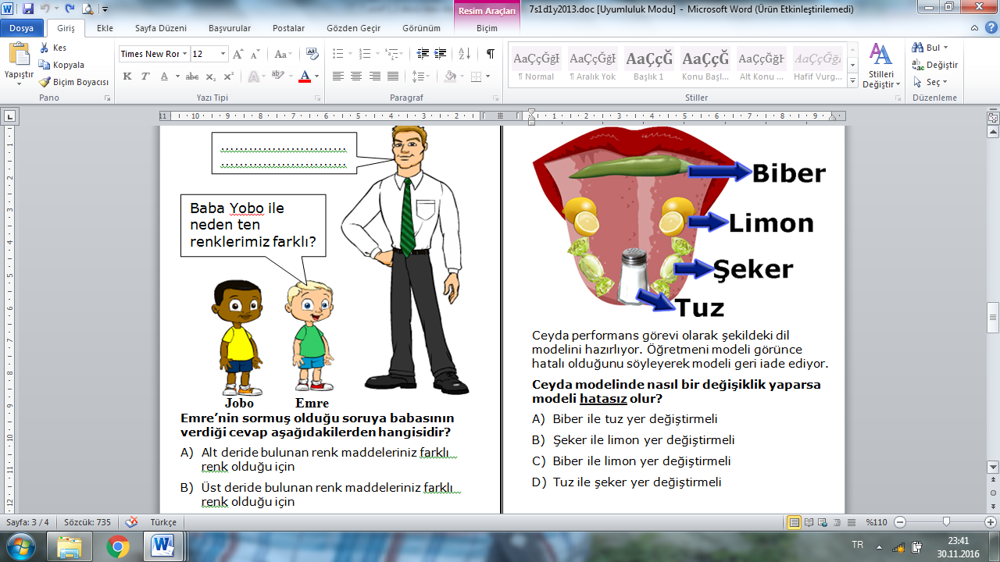 Resim Araçları
7s1d1y2013.doc [Uyumluluk Modu] - Microsoft Word (Ürün Etkinleştirilemedi)
Dosya Giriş Ekle Sayfa Düzeni Başvurular Postalar Gözden Geçir Görünüm Biçim
Yapıştır
Kes
Kopyala
Biçim Boyacısı
Pano
Times New Ror 12
Yazı Tipi
Paragraf
AaÇçĞğİ AaÇçĞğİ AaÇçĞ AaÇçĞğ AaÇçĞğH AaÇçĞğİ
¶ Normal ¶ Aralık Yok Başlık 1 Konu Başl... Alt Konu ... Hafif Vurg...
Stiller
Stilleri Değiştir
Bul
Değiştir
Seç
Düzenleme
Baba Yobo ile
neden ten
renklerimiz farklı?
Jobo Emre
Emre’nin sormuş olduğu soruya babasının
verdiği cevap aşağıdakilerden hangisidir?
A) Alt deride bulunan renk maddeleriniz farklı
renk olduğu için
B) Üst deride bulunan renk maddeleriniz farklı
renk olduğu için
Biber
Limon
Şeker
Tuz
Ceyda performans görevi olarak şekildeki dil
modelini hazırlıyor. Öğretmeni modeli görünce
hatalı olduğunu söyleyerek modeli geri iade ediyor.
Ceyda modelinde nasıl bir değişiklik yaparsa
modeli hatasız olur?
A) Biber ile tuz yer değiştirmeli
B) Şeker ile limon yer değiştirmeli
C) Biber ile limon yer değiştirmeli
D) Tuz ile şeker yer değiştirmeli
Sayfa: 3 / 4 Sözcük: 735 Türkçe %110
TR 23:41
30.11.2016